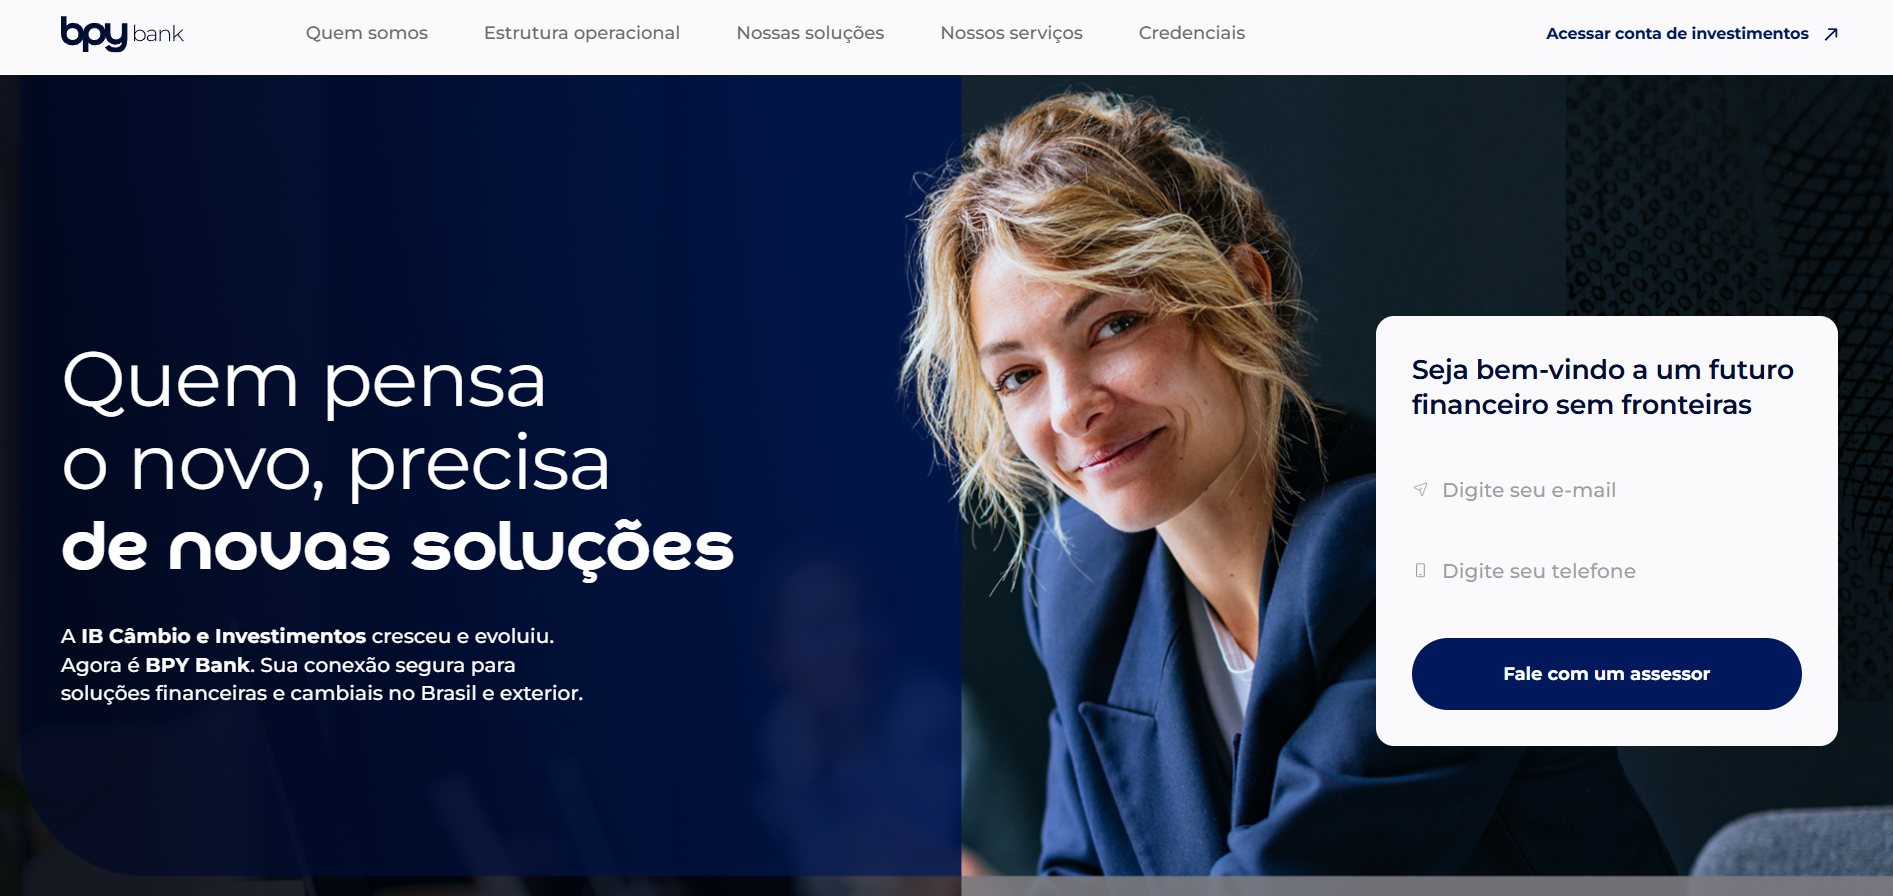 bpy bank
Quem somos
Estrutura operacional
Nossas soluções
Nossos serviços
Credenciais
Acessar conta de investimentos
Quem pensa
o novo, precisa
de novas soluções
A IB Câmbio e Investimentos cresceu e evoluiu.
Agora é BPY Bank. Sua conexão segura para
soluções financeiras e cambiais no Brasil e exterior.
Seja bem-vindo a um futuro
financeiro sem fronteiras
Digite seu e-mail
Digite seu telefone
Fale com um assessor